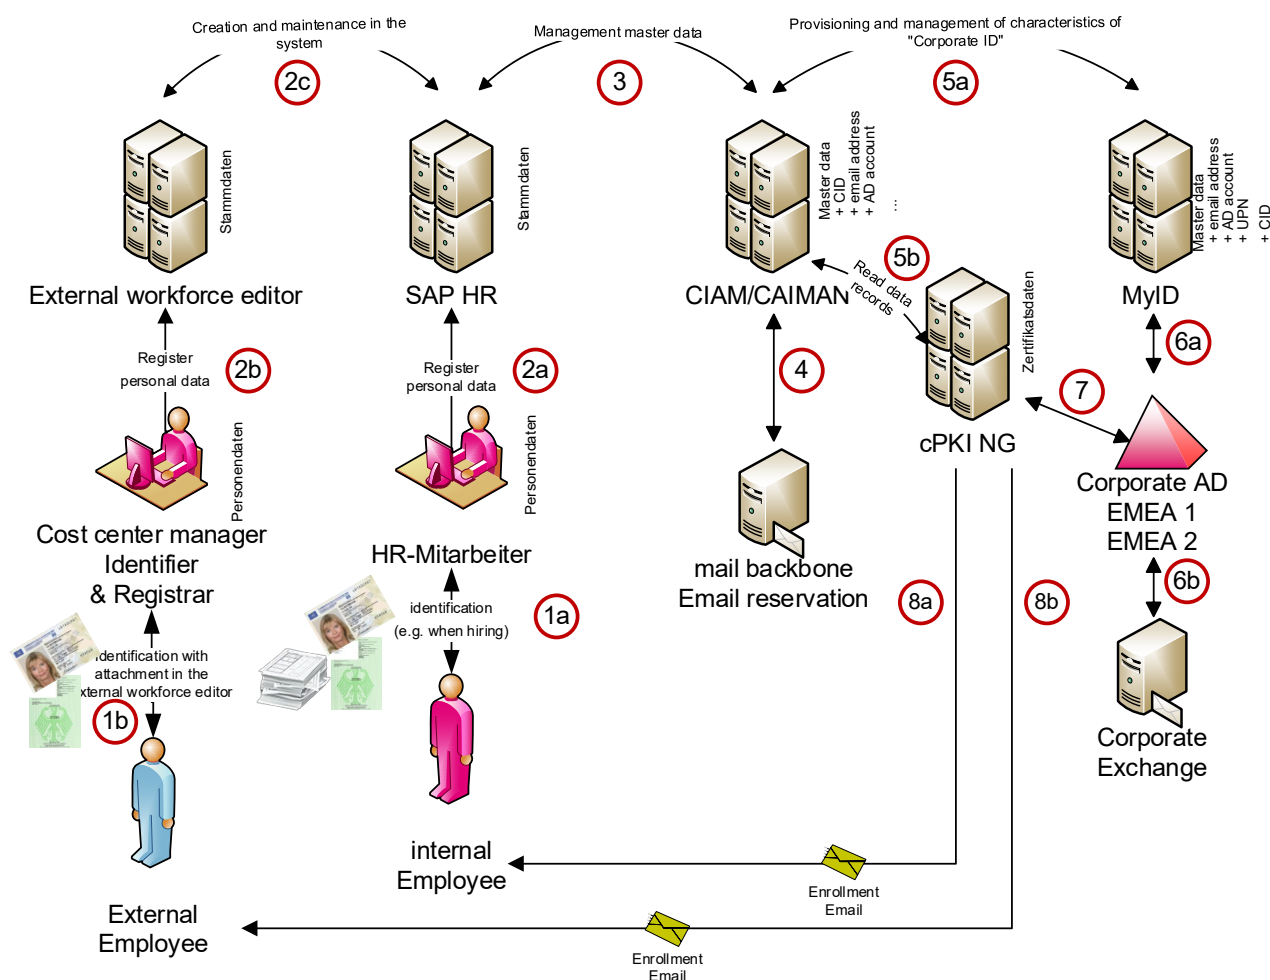 Creation and maintenance in the
system
2c
Management master data
3
Provisioning and management of characteristics of
"Corporate ID"
5a
Stammdaten
Stammdaten
Master data
+ CID
+ email address
+ AD account
...
Master data
+ email address
+ AD account
+ UPN
+ CID
External workforce editor
SAP HR
CIAM/CAIMAN
MyID
5b
Read data
records
Zertifikatsdaten
cPKI NG
Register
personal data
2b
Register
personal data
2a
4
6a
7
Personendaten
Personendaten
Cost center manager
Identifier
& Registrar
HR-Mitarbeiter
mail backbone
Email reservation
Corporate AD
EMEA 1
EMEA 2
6b
identification
(e.g. when hiring)
1a
8a
8b
Identification with
attachment in the
external workforce editor
1b
Corporate
Exchange
internal
Employee
Enrollment
Email
External
Employee
Enrollment
Email